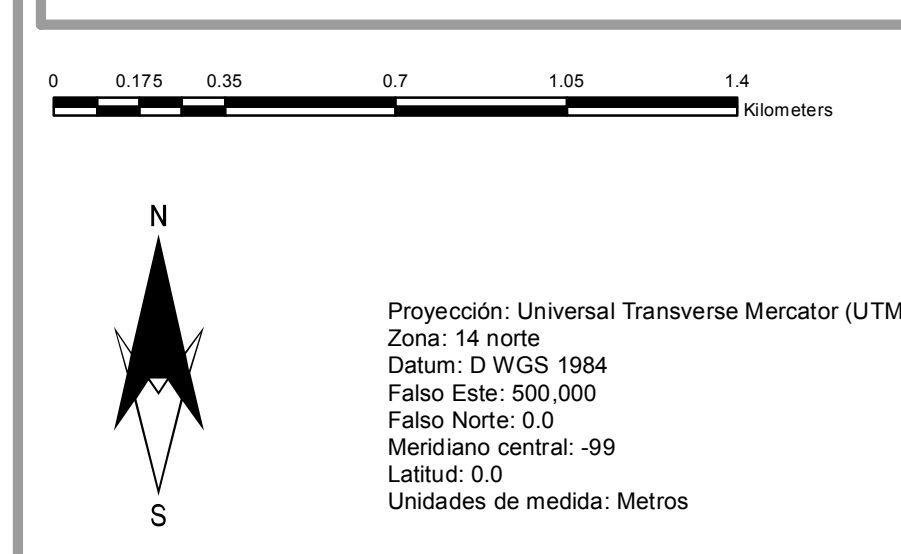 0 0.175 0.35 0.7 1.05 1.4
Kilometers
N
Proyección: Universal Transverse Mercator (UTM
Zona: 14 norte
Datum: D WGS 1984
Falso Este: 500,000
Falso Norte: 0.0
Meridiano central: -99
Latitud: 0.0
Unidades de medida: Metros
S